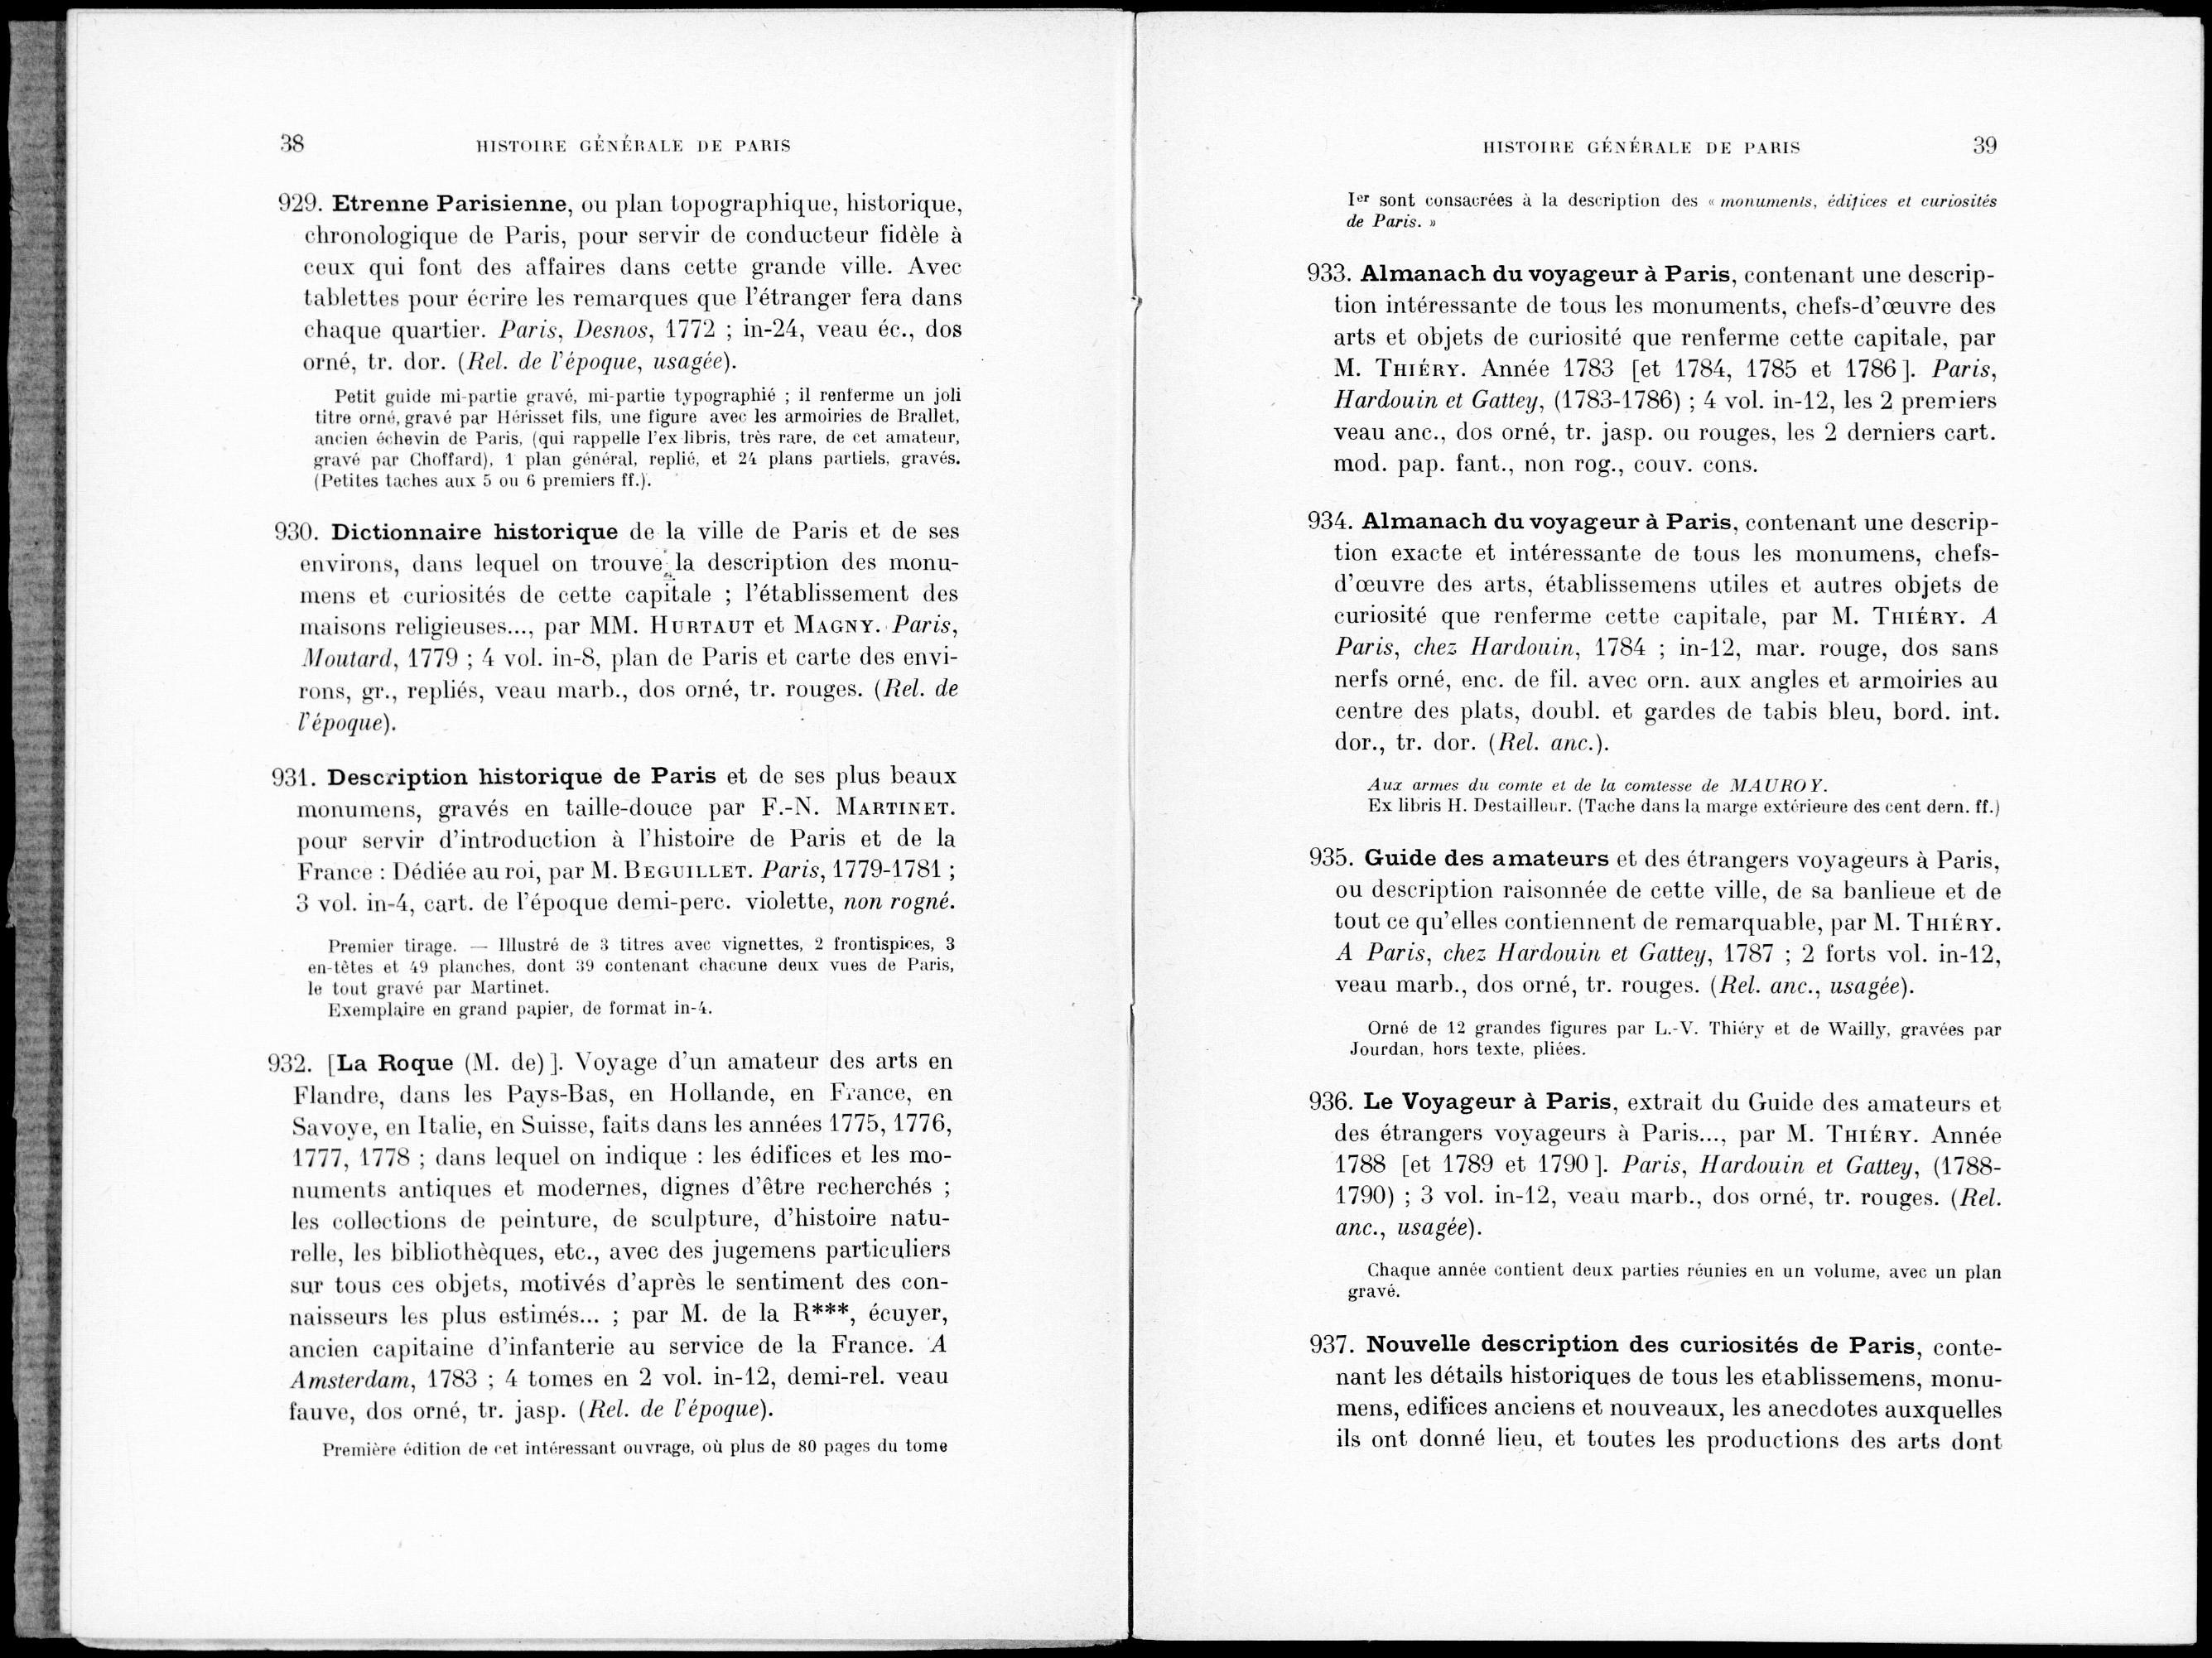 38
HISTOIRE GÉNÉRALE DE PARIS
929. Etrenne Parisienne, ou plan topographique, historique,
chronologique de Paris, pour servir de conducteur fidèle à
ceux qui font des affaires dans cette grande ville. Avec
tablettes pour écrire les remarques que l'étranger fera dans
chaque quartier. Paris, Desnos, 1772 ; in-24, veau éc., dos
orné, tr. dor. (Rel. de l'époque, usagée).
Petit guide mi-partie gravé, mi-partie typographié ; il renferme un joli
titre orné, gravé par Hérisset fils, une figure avec les armoiries de Brallet,
ancien échevin de Paris, (qui rappelle l'ex libris, très rare, de cet amateur,
gravé par Choffard), 1 plan général, replié, et 24 plans partiels, gravés.
(Petites taches aux 5 ou 6 premiers ff.).
930. Dictionnaire historique de la ville de Paris et de ses
environs, dans lequel on trouve la description des monu-
mens et curiosités de cette capitale ; l'établissement des
maisons religieuses..., par MM. HURTAUT et MAGNY. Paris,
Moutard, 1779 ; 4 vol. in-8, plan de Paris et carte des envi-
rons, gr., repliés, veau marb., dos orné, tr. rouges. (Rel. de
l'époque).
931. Description historique de Paris et de ses plus beaux
monumens, gravés en taille-douce par F.-N. MARTINET.
pour servir d'introduction à l'histoire de Paris et de la
France : Dédiée au roi, par M. BEGUILLET. Paris, 1779-1781 ;
3 vol. in-4, cart. de l'époque demi-perc. violette, non rogné.
Premier tirage. — Illustré de 3 titres avec vignettes, 2 frontispices, 3
en-têtes et 49 planches, dont 39 contenant chacune deux vues de Paris,
le tout gravé par Martinet.
Exemplaire en grand papier, de format in-4.
932. [La Roque (M. de)]. Voyage d'un amateur des arts en
Flandre, dans les Pays-Bas, en Hollande, en France, en
Savoye, en Italie, en Suisse, faits dans les années 1775, 1776,
1777, 1778 ; dans lequel on indique : les édifices et les mo-
numents antiques et modernes, dignes d'être recherchés ;
les collections de peinture, de sculpture, d'histoire natu-
relle, les bibliothèques, etc., avec des jugemens particuliers
sur tous ces objets, motivés d'après le sentiment des con-
naisseurs les plus estimés... ; par M. de la R***, écuyer,
ancien capitaine d'infanterie au service de la France. A
Amsterdam, 1783 ; 4 tomes en 2 vol. in-12, demi-rel. veau
fauve, dos orné, tr. jasp. (Rel. de l'époque).
Première édition de cet intéressant ouvrage, où plus de 80 pages du tome
HISTOIRE GÉNÉRALE DE PARIS
39
Ier sont consacrées à la description des « monuments, édifices et curiosités
de Paris. »
933. Almanach du voyageur à Paris, contenant une descrip-
tion intéressante de tous les monuments, chefs-d'œuvre des
arts et objets de curiosité que renferme cette capitale, par
M. THIÉRY. Année 1783 [et 1784, 1785 et 1786]. Paris,
Hardouin et Gattey, (1783-1786) ; 4 vol. in-12, les 2 premiers
veau anc., dos orné, tr. jasp. ou rouges, les 2 derniers cart.
mod. pap. fant., non rog., couv. cons.
934. Almanach du voyageur à Paris, contenant une descrip-
tion exacte et intéressante de tous les monumens, chefs-
d'œuvre des arts, établissemens utiles et autres objets de
curiosité que renferme cette capitale, par M. THIÉRY. A
Paris, chez Hardouin, 1784 ; in-12, mar. rouge, dos sans
nerfs orné, enc. de fil. avec orn. aux angles et armoiries au
centre des plats, doubl. et gardes de tabis bleu, bord. int.
dor., tr. dor. (Rel. anc.).
Aux armes du comte et de la comtesse de MAUROY.
Ex libris H. Destailleur. (Tache dans la marge extérieure des cent dern. ff.)
935. Guide des amateurs et des étrangers voyageurs à Paris,
ou description raisonnée de cette ville, de sa banlieue et de
tout ce qu'elles contiennent de remarquable, par M. THIÉRY.
A Paris, chez Hardouin et Gattey, 1787 ; 2 forts vol. in-12,
veau marb., dos orné, tr. rouges. (Rel. anc., usagée).
Orné de 12 grandes figures par L.-V. Thiéry et de Wailly, gravées par
Jourdan, hors texte, pliées.
936. Le Voyageur à Paris, extrait du Guide des amateurs et
des étrangers voyageurs à Paris..., par M. THIÉRY. Année
1788 [et 1789 et 1790]. Paris, Hardouin et Gattey, (1788-
1790) ; 3 vol. in-12, veau marb., dos orné, tr. rouges. (Rel.
anc., usagée).
Chaque année contient deux parties réunies en un volume, avec un plan
gravé.
937. Nouvelle description des curiosités de Paris, conte-
nant les détails historiques de tous les etablissemens, monu-
mens, edifices anciens et nouveaux, les anecdotes auxquelles
ils ont donné lieu, et toutes les productions des arts dont